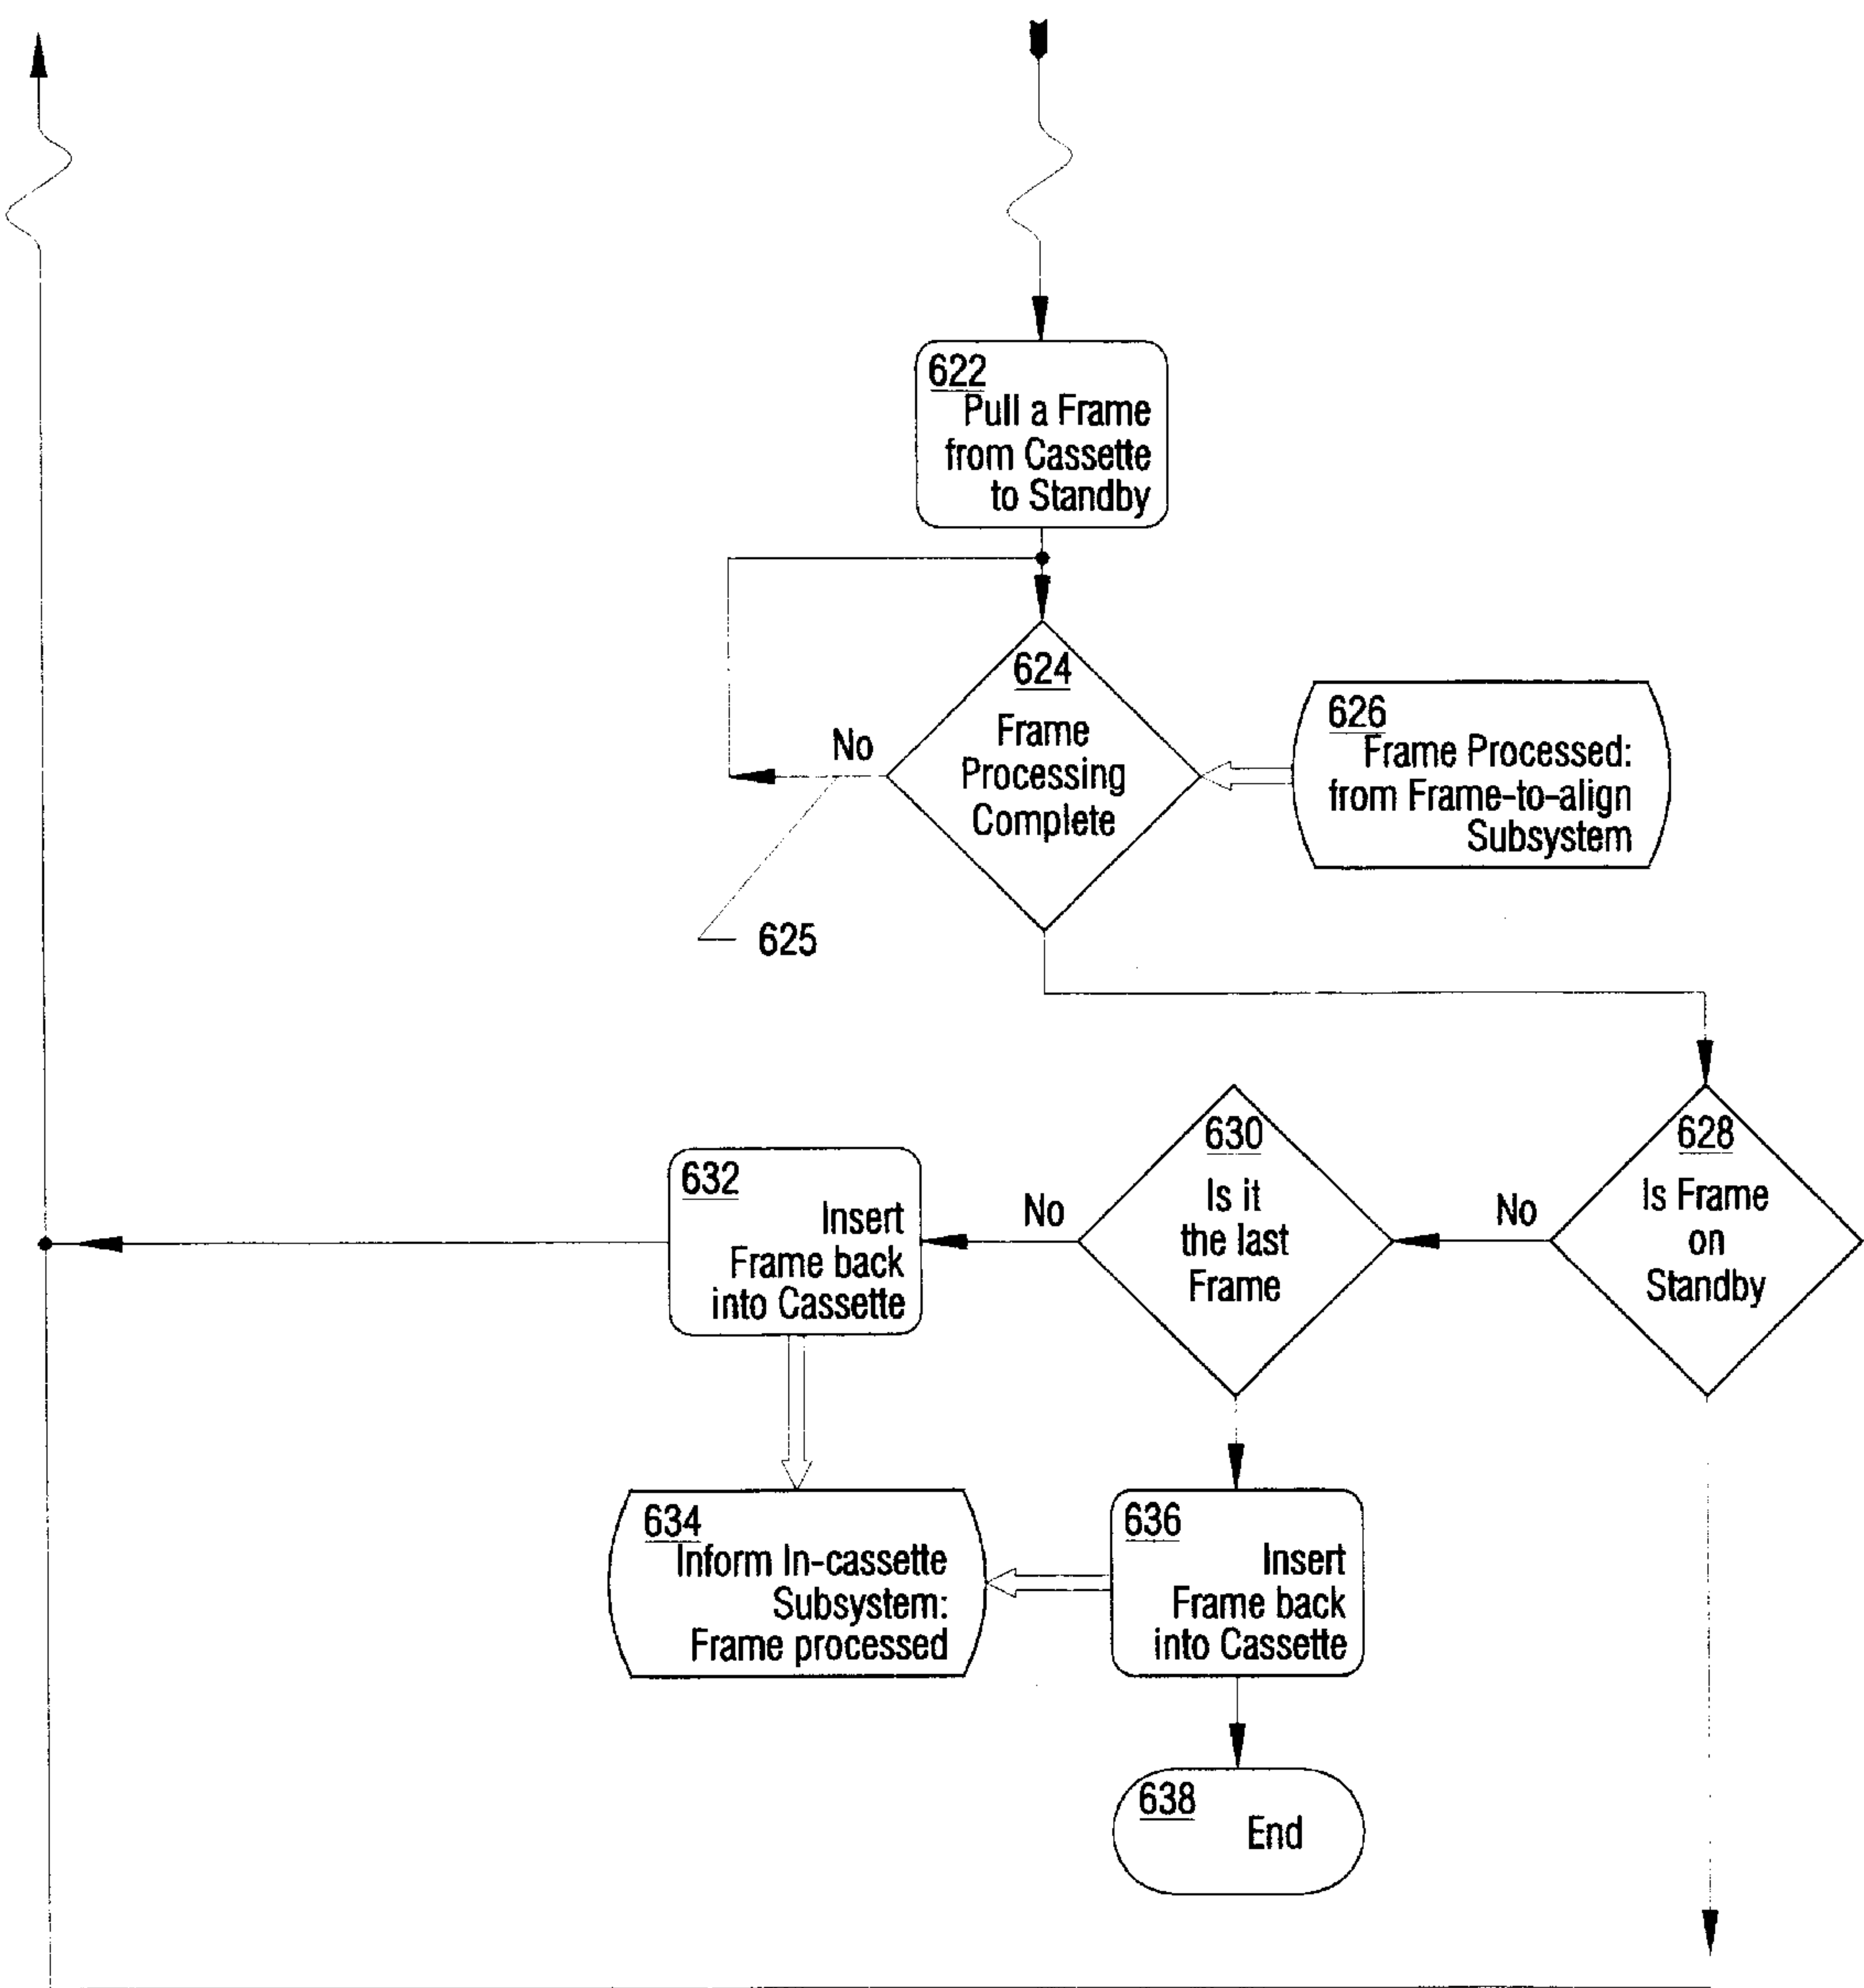 622
Pull a Frame
from Cassette
to Standby
624
Frame
Processing
Complete
No
625
626
Frame Processed:
from Frame-to-align
Subsystem
628
Is Frame
on
Standby
No
630
Is it
the last
Frame
No
632
Insert
Frame back
into Cassette
634
Inform In-cassette
Subsystem:
Frame processed
636
Insert
Frame back
into Cassette
638
End